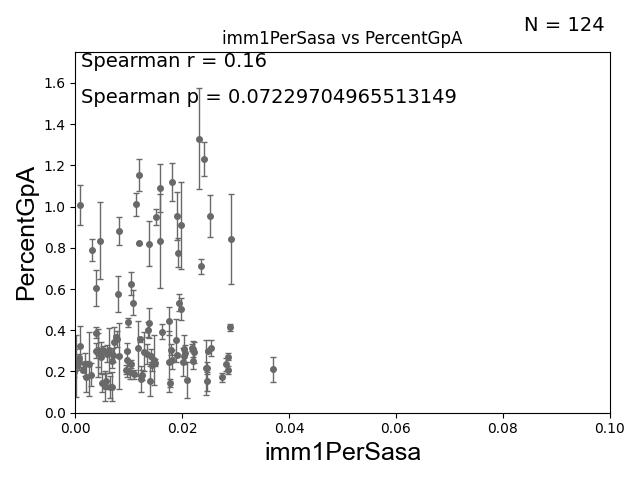 N = 124
imm1PerSasa vs PercentGpA
Spearman r = 0.16
Spearman p = 0.07229704965513149
PercentGpA
1.6
1.4
1.2
1.0
0.8
0.6
0.4
0.2
0.0
0.00 0.02 0.04 0.06 0.08 0.10
imm1PerSasa